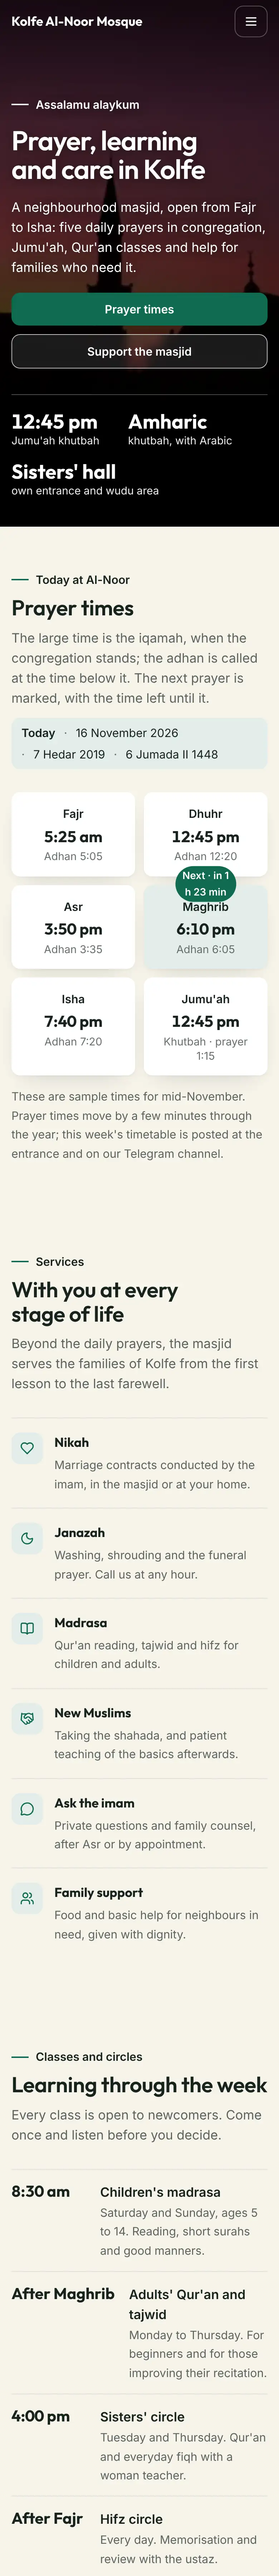 Kolfe Al-Noor Mosque
Assalamu alaykum
Prayer, learning
and care in Kolfe
A neighbourhood masjid, open from Fajr
to Isha: five daily prayers in congregation,
Jumu'ah, Qur'an classes and help for
families who need it.
Prayer times
Support the masjid
12:45 pm
Jumu'ah khutbah
Amharic
khutbah, with Arabic
Sisters' hall
own entrance and wudu area
Today at Al-Noor
Prayer times
The large time is the iqamah, when the
congregation stands; the adhan is called
at the time below it. The next prayer is
marked, with the time left until it.
Today · 16 November 2026
· 7 Hedar 2019 · 6 Jumada II 1448
Fajr
5:25 am
Adhan 5:05
Dhuhr
12:45 pm
Adhan 12:20
Asr
3:50 pm
Adhan 3:35
Next · in 1
h 23 min
Maghrib
6:10 pm
Adhan 6:05
Isha
7:40 pm
Adhan 7:20
Jumu'ah
12:45 pm
Khutbah · prayer
1:15
These are sample times for mid-November.
Prayer times move by a few minutes through
the year; this week's timetable is posted at the
entrance and on our Telegram channel.
Services
With you at every
stage of life
Beyond the daily prayers, the masjid
serves the families of Kolfe from the first
lesson to the last farewell.
Nikah
Marriage contracts conducted by the
imam, in the masjid or at your home.
Janazah
Washing, shrouding and the funeral
prayer. Call us at any hour.
Madrasa
Qur'an reading, tajwid and hifz for
children and adults.
New Muslims
Taking the shahada, and patient
teaching of the basics afterwards.
Ask the imam
Private questions and family counsel,
after Asr or by appointment.
Family support
Food and basic help for neighbours in
need, given with dignity.
Classes and circles
Learning through the week
Every class is open to newcomers. Come
once and listen before you decide.
8:30 am
Children's madrasa
Saturday and Sunday, ages 5
to 14. Reading, short surahs
and good manners.
After Maghrib
Adults' Qur'an and
tajwid
Monday to Thursday. For
beginners and for those
improving their recitation.
4:00 pm
Sisters' circle
Tuesday and Thursday. Qur'an
and everyday fiqh with a
woman teacher.
After Fajr
Hifz circle
Every day. Memorisation and
review with the ustaz.